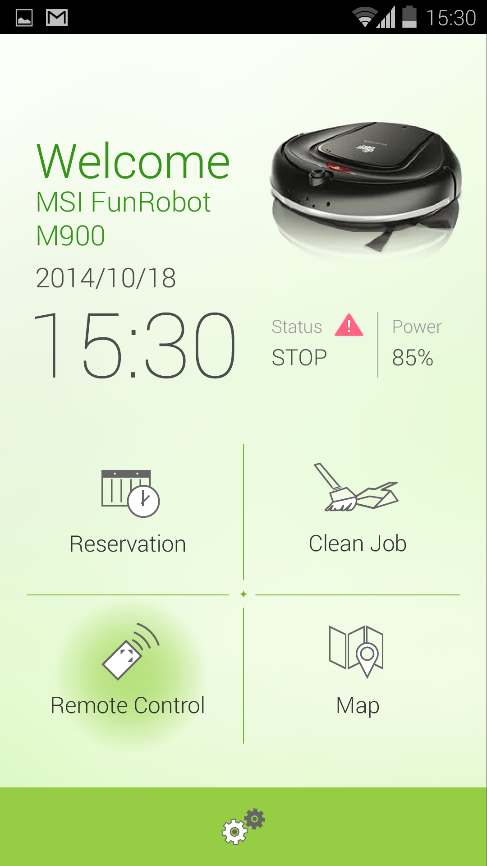 15:30
Welcome
MSI FunRobot
M900
2014/10/18
15:30
Status
Power
STOP
85%
Reservation
Clean Job
Remote Control
Map